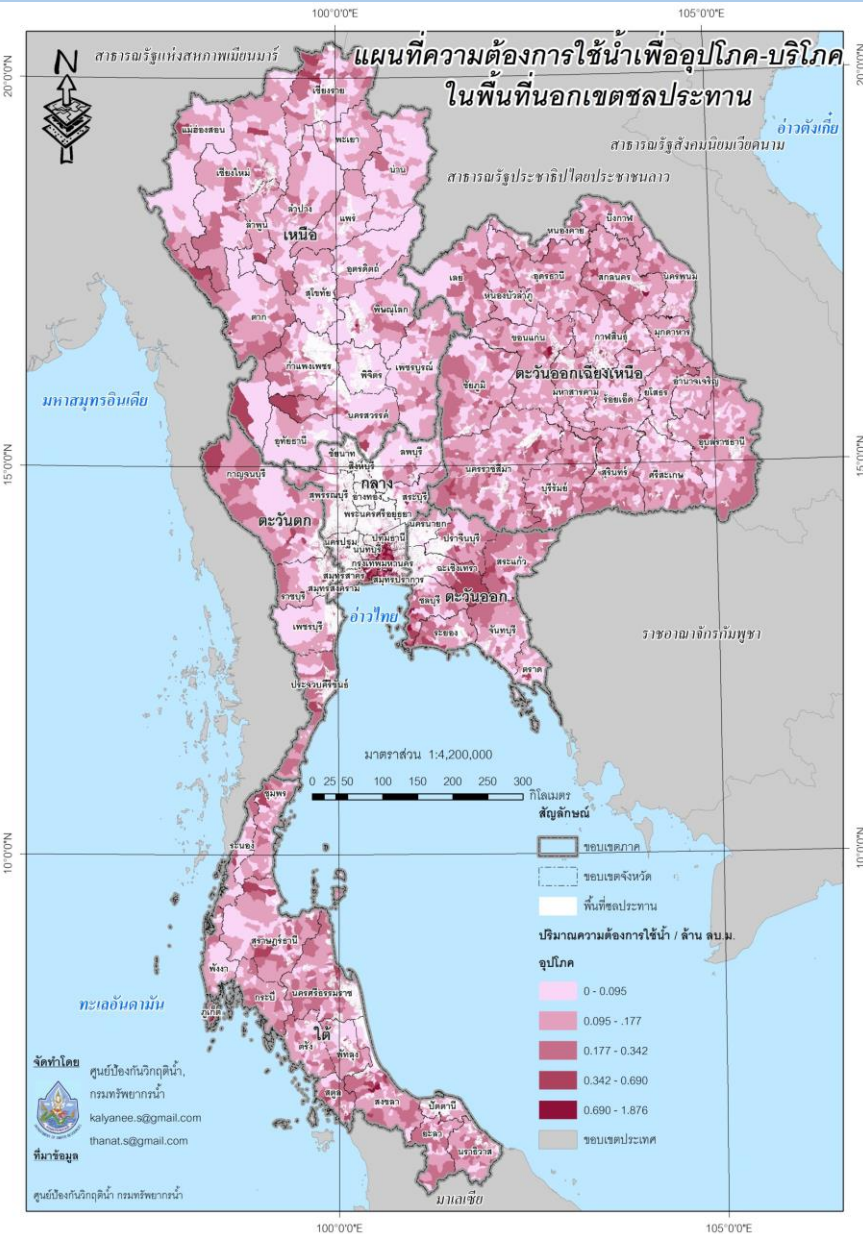 100°0'0"E
105°0'0"E
แผนที่ความต้องการใช้น้ำเพื่ออุปโภค-บริโภค
ในพื้นที่นอกเขตชลประทาน
N
20°0'0"N
20°0'0"N
สาธารณรัฐแห่งสหภาพเมียนมาร์
อ่าวตังเกี๋ย
สาธารณรัฐสังคมนิยมเวียดนาม
สาธารณรัฐประชาธิปไตยประชาชนลาว
เชียงราย
แม่ฮ่องสอน
พะเยา
เชียงใหม่
น่าน
ลำปาง
แพร่
ลำพูน
เหนือ
อุตรดิตถ์
สุโขทัย
ตาก
พิษณุโลก
กำแพงเพชร
พิจิตร
เพชรบูรณ์
นครสวรรค์
อุทัยธานี
บึงกาฬ
หนองคาย
เลย
อุดรธานี
สกลนคร
นครพนม
หนองบัวลำภู
ขอนแก่น
กาฬสินธุ์
มุกดาหาร
ตะวันออกเฉียงเหนือ
ชัยภูมิ
มหาสารคาม
ร้อยเอ็ด
ยโสธร
อำนาจเจริญ
อุบลราชธานี
นครราชสีมา
บุรีรัมย์
สุรินทร์
ศรีสะเกษ
มหาสมุทรอินเดีย
15°0'0"N
15°0'0"N
ชัยนาท
ลพบุรี
สิงห์บุรี
กลาง
กาญจนบุรี
สุพรรณบุรี
อ่างทอง
สระบุรี
พระนครศรีอยุธยา
ตะวันตก
นครนายก
ปราจีนบุรี
นครปฐม
ปทุมธานี
นนทบุรี
กรุงเทพมหานคร
ฉะเชิงเทรา
สระแก้ว
สมุทรสาคร
สมุทรปราการ
ราชบุรี
สมุทรสงคราม
ชลบุรี
ตะวันออก
เพชรบุรี
อ่าวไทย
ระยอง
จันทบุรี
ตราด
ราชอาณาจักรกัมพูชา
ประจวบคีรีขันธ์
มาตราส่วน 1:4,200,000
0 25 50 100 150 200 250 300
กิโลเมตร
ชุมพร
ระนอง
10°0'0"N
10°0'0"N
สุราษฎร์ธานี
พังงา
กระบี่
นครศรีธรรมราช
ภูเก็ต
ใต้
ตรัง
พัทลุง
สตูล
สงขลา
ปัตตานี
ยะลา
นราธิวาส
มาเลเซีย
ทะเลอันดามัน
สัญลักษณ์
ขอบเขตภาค
ขอบเขตจังหวัด
พื้นที่ชลประทาน
ปริมาณความต้องการใช้น้ำ / ล้าน ลบ.ม.
อุปโภค
0 - 0.095
0.095 - .177
0.177 - 0.342
0.342 - 0.690
0.690 - 1.876
ขอบเขตประเทศ
จัดทำโดย
ศูนย์ป้องกันวิกฤติน้ำ,
กรมทรัพยากรน้ำ
kalyanee.s@gmail.com
thanat.s@gmail.com
ที่มาข้อมูล
ศูนย์ป้องกันวิกฤติน้ำ กรมทรัพยากรน้ำ
100°0'0"E
105°0'0"E